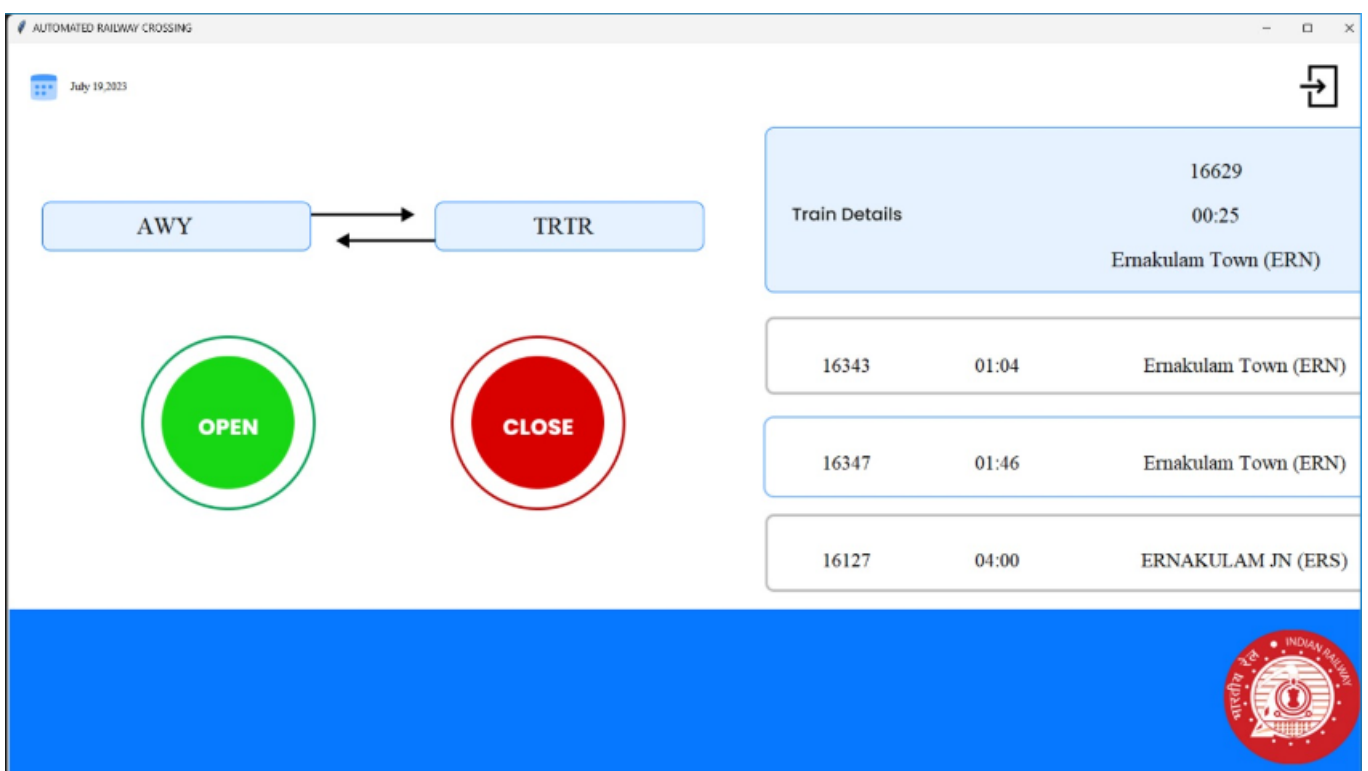 AUTOMATED RAILWAY CROSSING
July 19,2023
AWY
TRTR
OPEN
CLOSE
Train Details
16629
00:25
Ernakulam Town (ERN)
16343 01:04 Ernakulam Town (ERN)
16347 01:46 Ernakulam Town (ERN)
16127 04:00 ERNAKULAM JN (ERS)
भारतीय रेल INDIAN RAILWAY